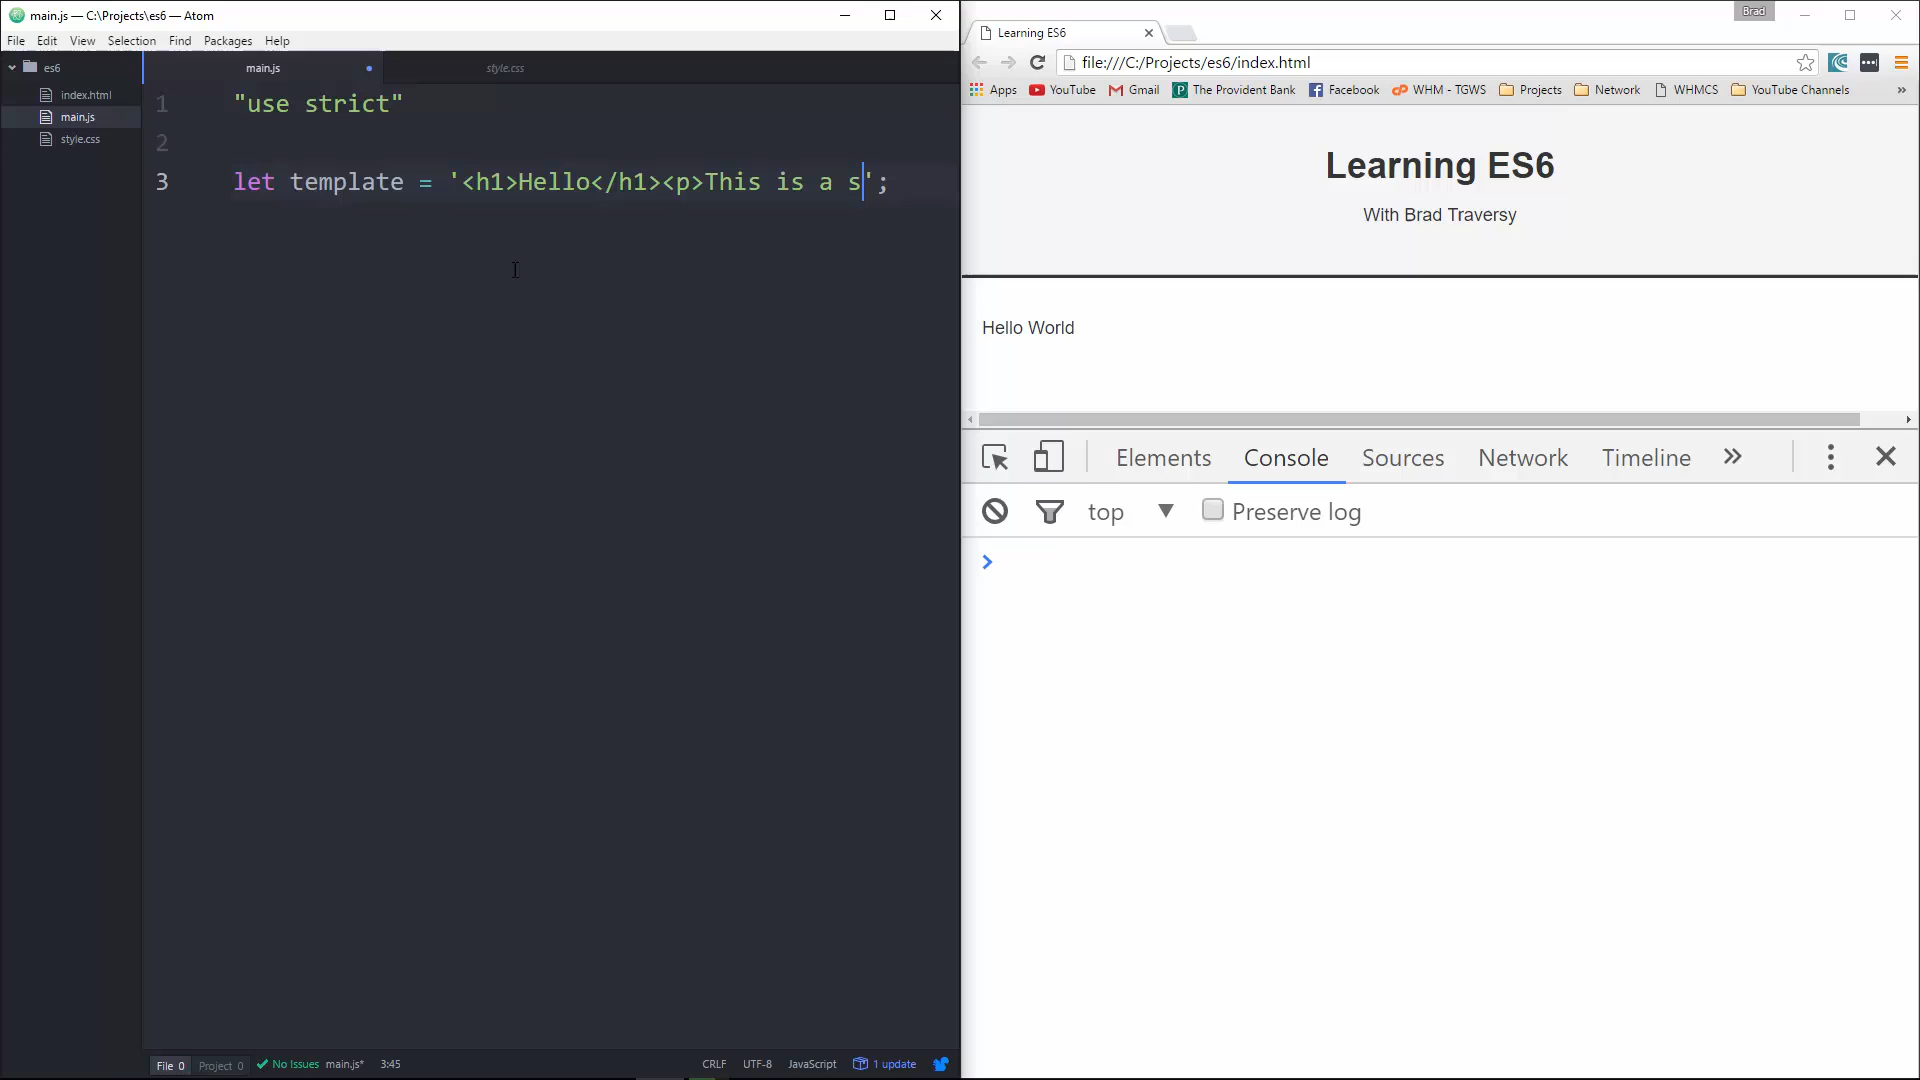 main.js — C:\Projects\es6 — Atom
File Edit View Selection Find Packages Help
es6
index.html
main.js
style.css
main.js
style.css
1 "use strict"
2
3 let template = '<h1>Hello</h1><p>This is a s';
File 0 Project 0 No Issues main.js* 3:45 CRLF UTF-8 JavaScript 1 update
Brad
Learning ES6
file:///C:/Projects/es6/index.html
Apps YouTube Gmail The Provident Bank Facebook WHM - TGWS Projects Network WHMCS YouTube Channels »
Learning ES6
With Brad Traversy
Hello World
Elements Console Sources Network Timeline »
top Preserve log